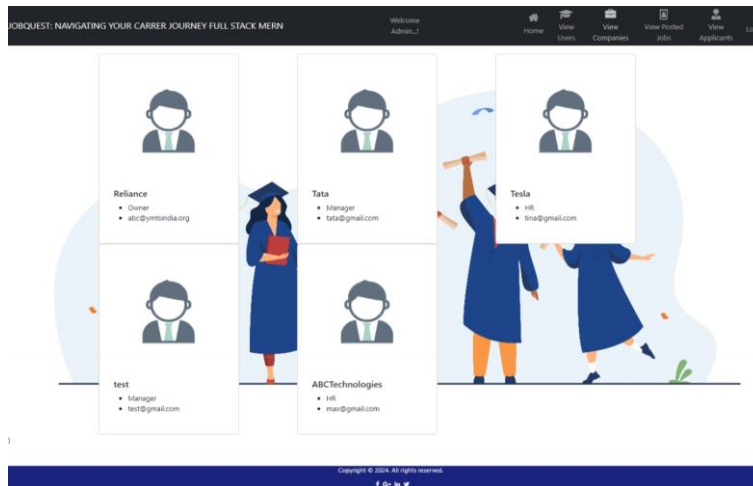 JOBQUEST: NAVIGATING YOUR CARRER JOURNEY FULL STACK MERN
Welcome
Admin...!
Home
View
Users
View
Companies
View Posted
Jobs
View
Applicants
Reliance
Owner
abc@ymtsindia.org
Tata
Manager
tata@gmail.com
Tesla
HR
tina@gmail.com
test
Manager
test@gmail.com
ABCTechnologies
HR
max@gmail.com
)
Copyright © 2024. All rights reserved.